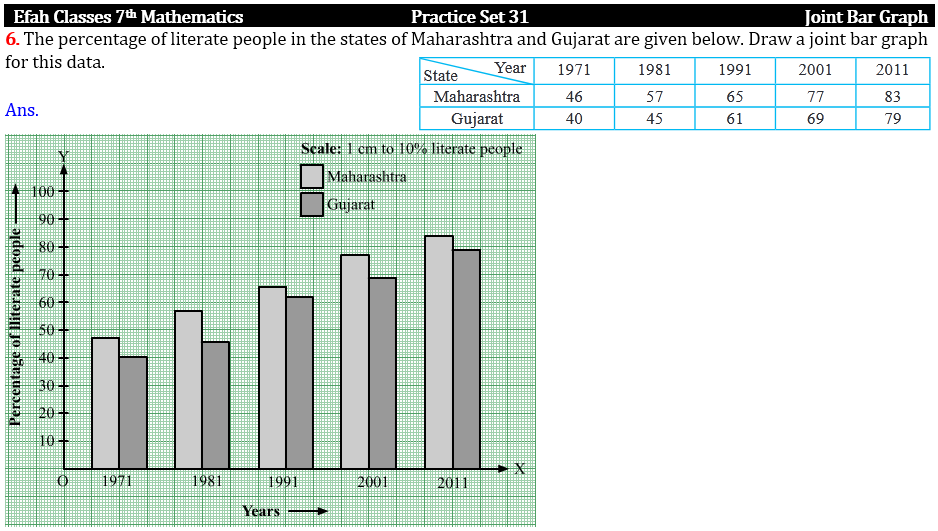 Efah Classes 7th Mathematics Practice Set 31 Joint Bar Graph
6. The percentage of literate people in the states of Maharashtra and Gujarat are given below. Draw a joint bar graph
for this data.
State Year 1971 1981 1991 2001 2011
Maharashtra 46 57 65 77 83
Gujarat 40 45 61 69 79
Ans.
Scale: 1 cm to 10% literate people
Maharashtra
Gujarat
Y
100
90
80
70
60
50
40
30
20
10
O
X
Percentage of lliterate people
1971 1981 1991 2001 2011
Years